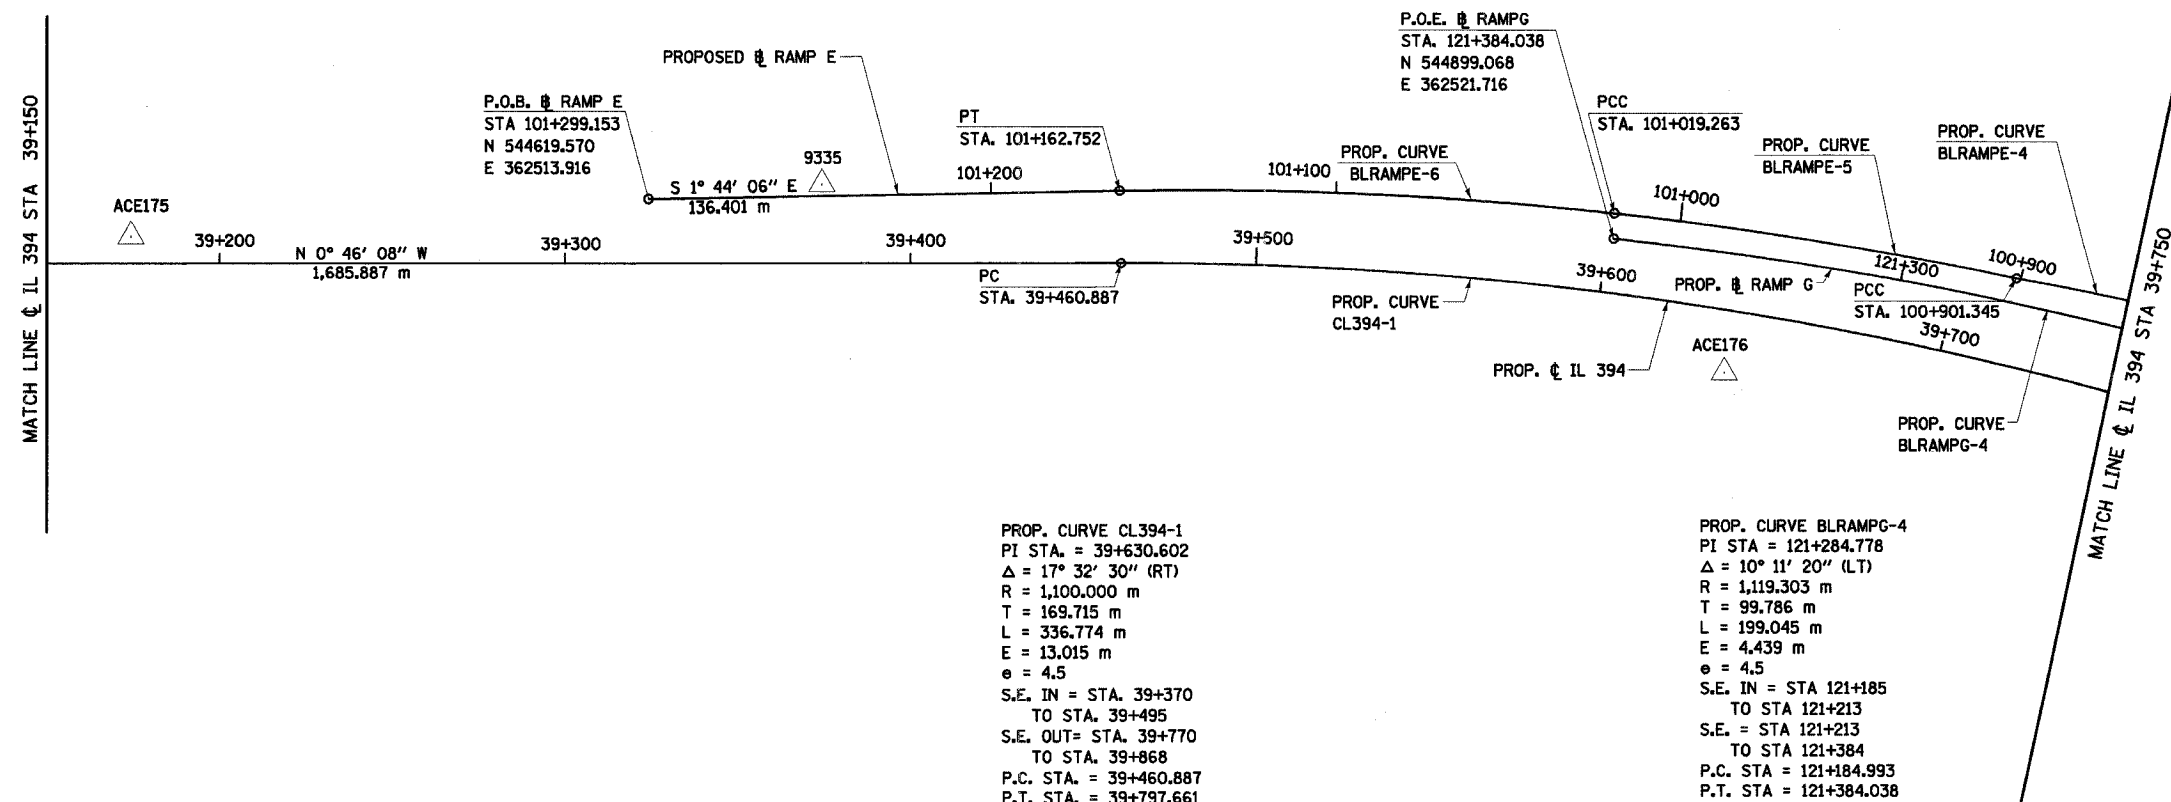 MATCH LINE ℄ IL 394 STA 39+150
ACE175
39+200
N 0° 46' 08" W
1,685.887 m
39+300
P.O.B. BL RAMP E
STA 101+299.153
N 544619.570
E 362513.916
PROPOSED BL RAMP E
S 1° 44' 06" E
136.401 m
9335
39+400
101+200
PT
STA. 101+162.752
PC
STA. 39+460.887
39+500
101+100
PROP. CURVE
BLRAMPE-6
PROP. CURVE
CL394-1
P.O.E. BL RAMPG
STA. 121+384.038
N 544899.068
E 362521.716
PCC
STA. 101+019.263
39+600
101+000
PROP. ℄ IL 394
PROP. BL RAMP G
ACE176
PROP. CURVE
BLRAMPE-5
121+300
PCC
STA. 100+901.345
100+900
39+700
PROP. CURVE
BLRAMPE-4
PROP. CURVE
BLRAMPG-4
MATCH LINE ℄ IL 394 STA 39+750
PROP. CURVE CL394-1
PI STA. = 39+630.602
Δ = 17° 32' 30" (RT)
R = 1,100.000 m
T = 169.715 m
L = 336.774 m
E = 13.015 m
e = 4.5
S.E. IN = STA. 39+370
TO STA. 39+495
S.E. OUT= STA. 39+770
TO STA. 39+868
P.C. STA. = 39+460.887
P.T. STA. = 39+797.661
PROP. CURVE BLRAMPG-4
PI STA = 121+284.778
Δ = 10° 11' 20" (LT)
R = 1,119.303 m
T = 99.786 m
L = 199.045 m
E = 4.439 m
e = 4.5
S.E. IN = STA 121+185
TO STA 121+213
S.E. = STA 121+213
TO STA 121+384
P.C. STA = 121+184.993
P.T. STA = 121+384.038